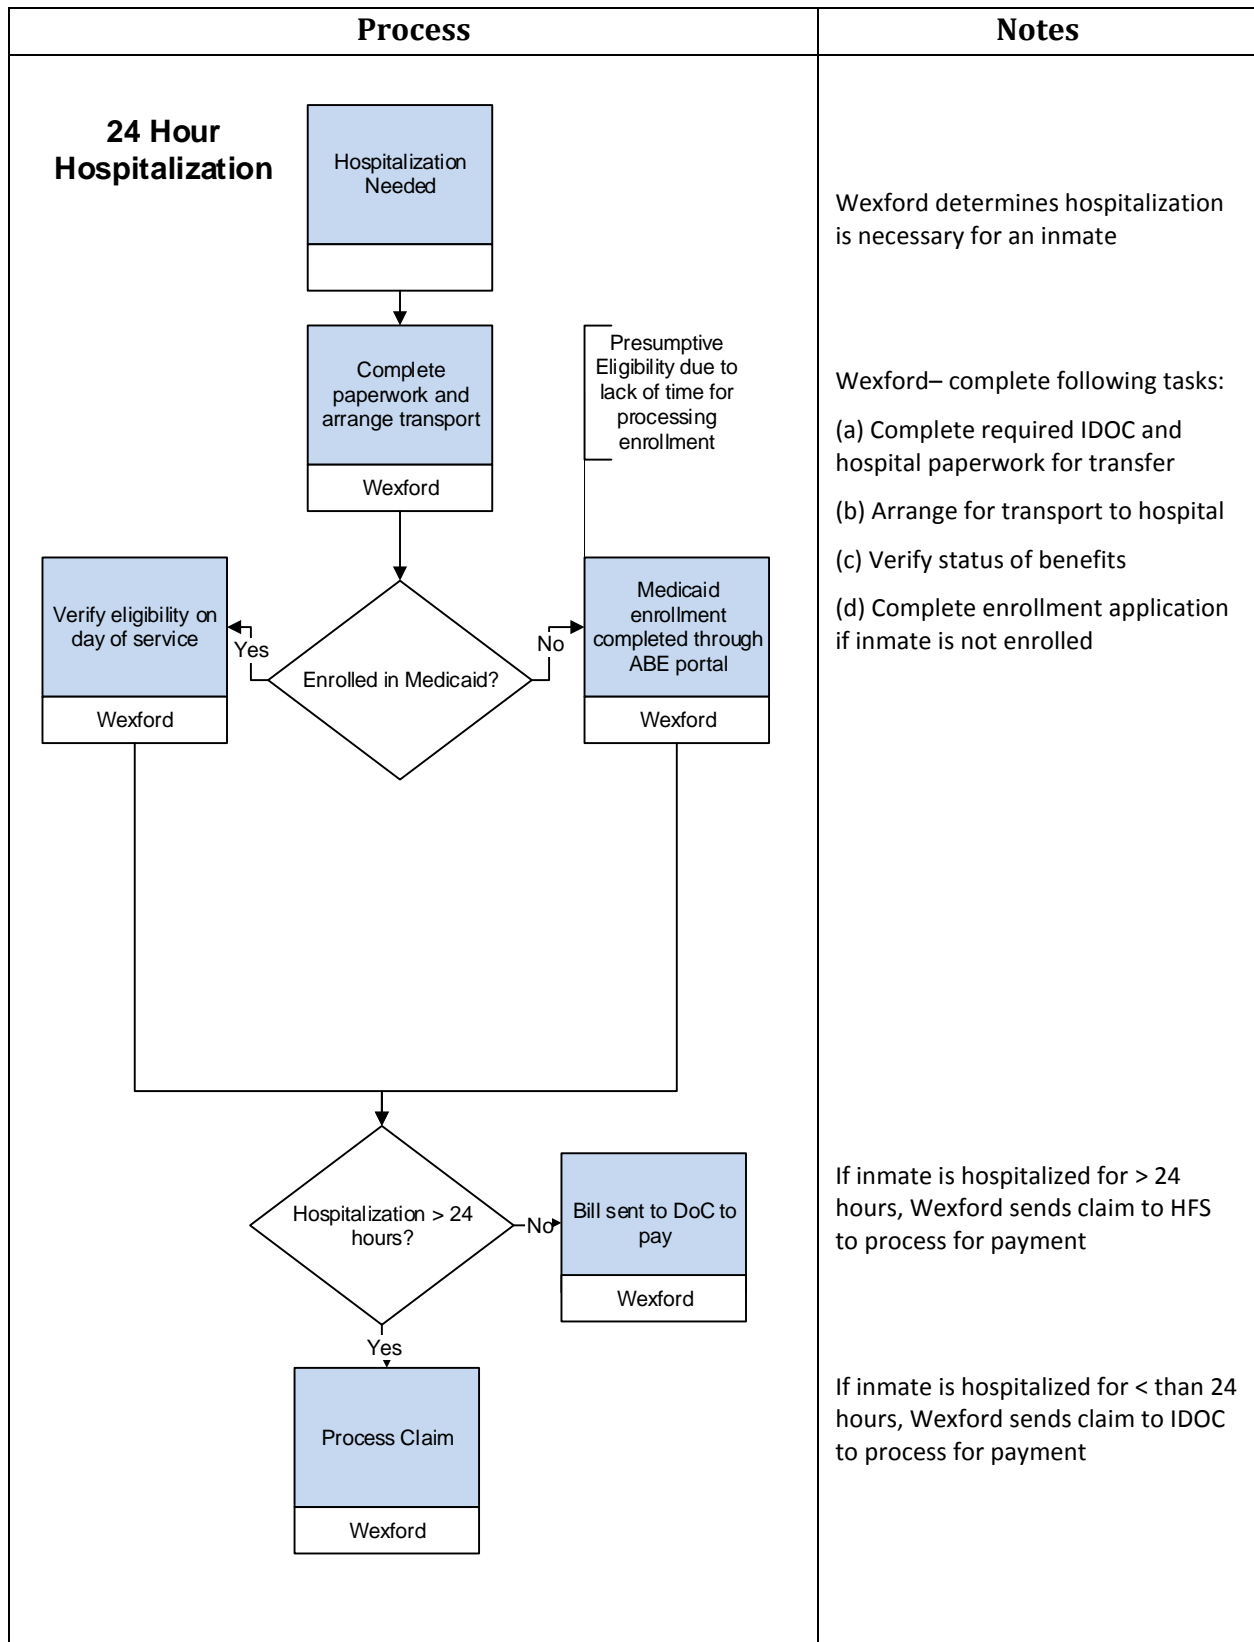 Process
Notes
24 Hour
Hospitalization
Hospitalization
Needed
Wexford determines hospitalization
is necessary for an inmate
Complete
paperwork and
arrange transport
Wexford
Presumptive
Eligibility due to
lack of time for
processing
enrollment
Wexford– complete following tasks:
(a) Complete required IDOC and
hospital paperwork for transfer
(b) Arrange for transport to hospital
(c) Verify status of benefits
(d) Complete enrollment application
if inmate is not enrolled
Verify eligibility on
day of service
Wexford
Yes
Enrolled in Medicaid?
No
Medicaid
enrollment
completed through
ABE portal
Wexford
Hospitalization > 24
hours?
No
Bill sent to DoC to
pay
Wexford
If inmate is hospitalized for > 24
hours, Wexford sends claim to HFS
to process for payment
Yes
Process Claim
Wexford
If inmate is hospitalized for < than 24
hours, Wexford sends claim to IDOC
to process for payment